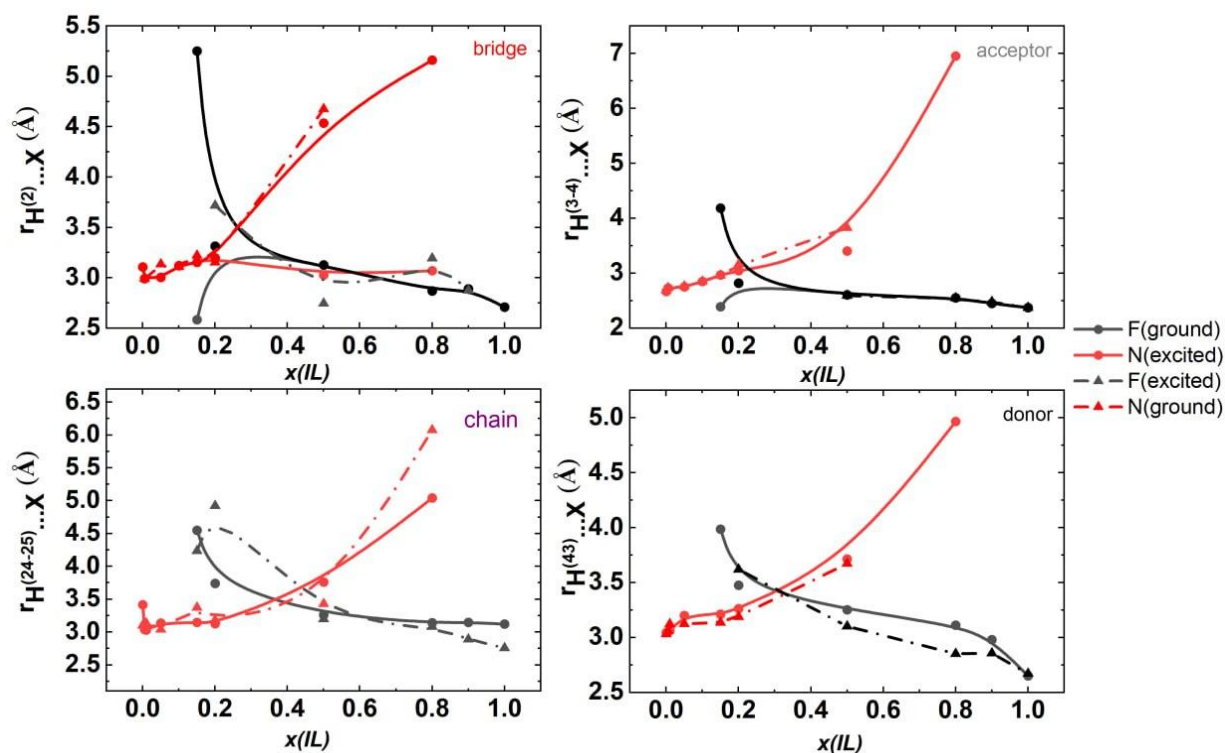 bridge
r_H(2)...X (Å)
5.5
5.0
4.5
4.0
3.5
3.0
2.5
0.0 0.2 0.4 0.6 0.8 1.0
x(IL)
acceptor
r_H(3-4)...X (Å)
7
6
5
4
3
2
0.0 0.2 0.4 0.6 0.8 1.0
x(IL)
F(ground)
N(excited)
F(excited)
N(ground)
chain
r_H(24-25)...X (Å)
6.5
6.0
5.5
5.0
4.5
4.0
3.5
3.0
2.5
0.0 0.2 0.4 0.6 0.8 1.0
x(IL)
donor
r_H(43)...X (Å)
5.0
4.5
4.0
3.5
3.0
2.5
0.0 0.2 0.4 0.6 0.8 1.0
x(IL)